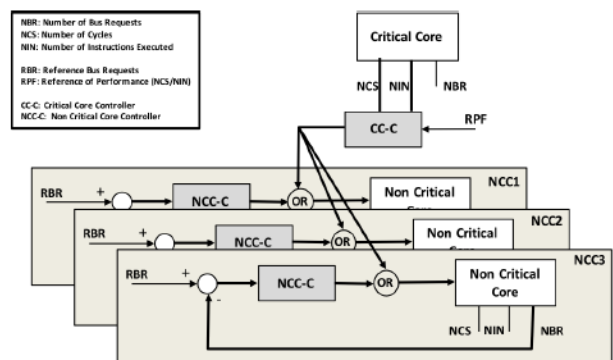 NBR: Number of Bus Requests
NCS: Number of Cycles
NIN: Number of Instructions Executed
RBR: Reference Bus Requests
RPF: Reference of Performance (NCS/NIN)
CC-C: Critical Core Controller
NCC-C: Non Critical Core Controller
Critical Core
NCS NIN NBR
CC-C
RPF
NCC1
RBR + NCC-C OR Non Critical
Core
NCC2
RBR + NCC-C OR Non Critical
Core
NCC3
RBR + - NCC-C OR Non Critical
Core
NCS NIN NBR